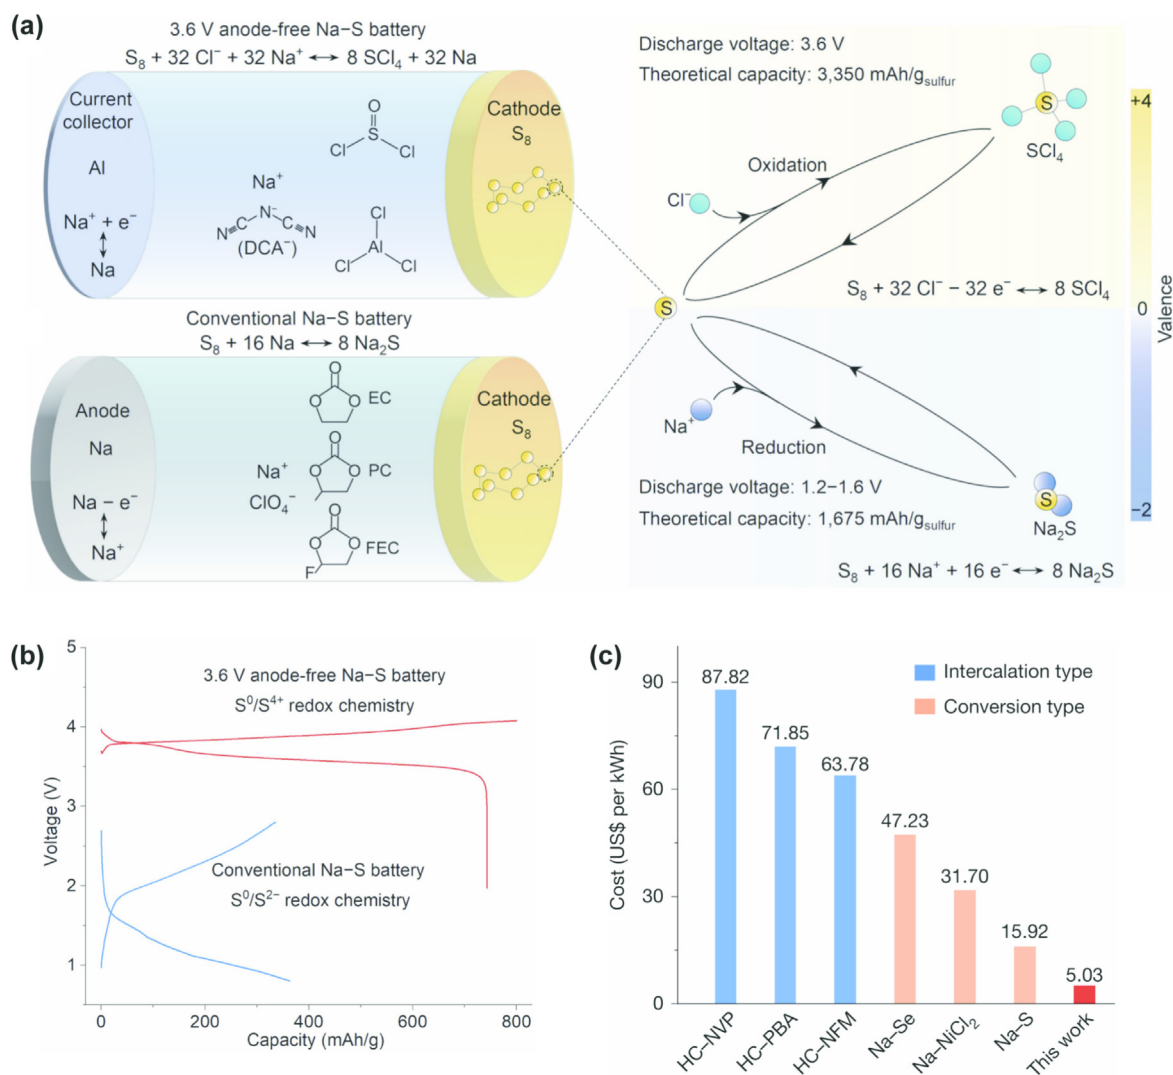 (a)
3.6 V anode-free Na–S battery
S₈ + 32 Cl⁻ + 32 Na⁺ ⟷ 8 SCl₄ + 32 Na
Current
collector
Al
Na⁺ + e⁻
Na
O
S
Cl
Cl
Na⁺
N⁻
N
N
(DCA⁻)
Cl
Al
Cl
Cl
Cathode
S₈
Conventional Na–S battery
S₈ + 16 Na ⟷ 8 Na₂S
Anode
Na
Na – e⁻
Na⁺
O
O
O
EC
Na⁺
ClO₄⁻
O
O
O
PC
O
O
O
F
FEC
Cathode
S₈
Discharge voltage: 3.6 V
Theoretical capacity: 3,350 mAh/gsulfur
S
SCl₄
Oxidation
Cl⁻
S₈ + 32 Cl⁻ – 32 e⁻ ⟷ 8 SCl₄
S
Na⁺
Reduction
Discharge voltage: 1.2–1.6 V
Theoretical capacity: 1,675 mAh/gsulfur
S
Na₂S
S₈ + 16 Na⁺ + 16 e⁻ ⟷ 8 Na₂S
+4
0
–2
Valence
(b)
5
4
3
2
1
Voltage (V)
3.6 V anode-free Na–S battery
S⁰/S⁴⁺ redox chemistry
Conventional Na–S battery
S⁰/S²⁻ redox chemistry
0
200
400
600
800
Capacity (mAh/g)
(c)
90
60
30
0
Cost (US$ per kWh)
Intercalation type
Conversion type
87.82
71.85
63.78
47.23
31.70
15.92
5.03
HC–NVP
HC–PBA
HC–NFM
Na–Se
Na–NiCl₂
Na–S
This work